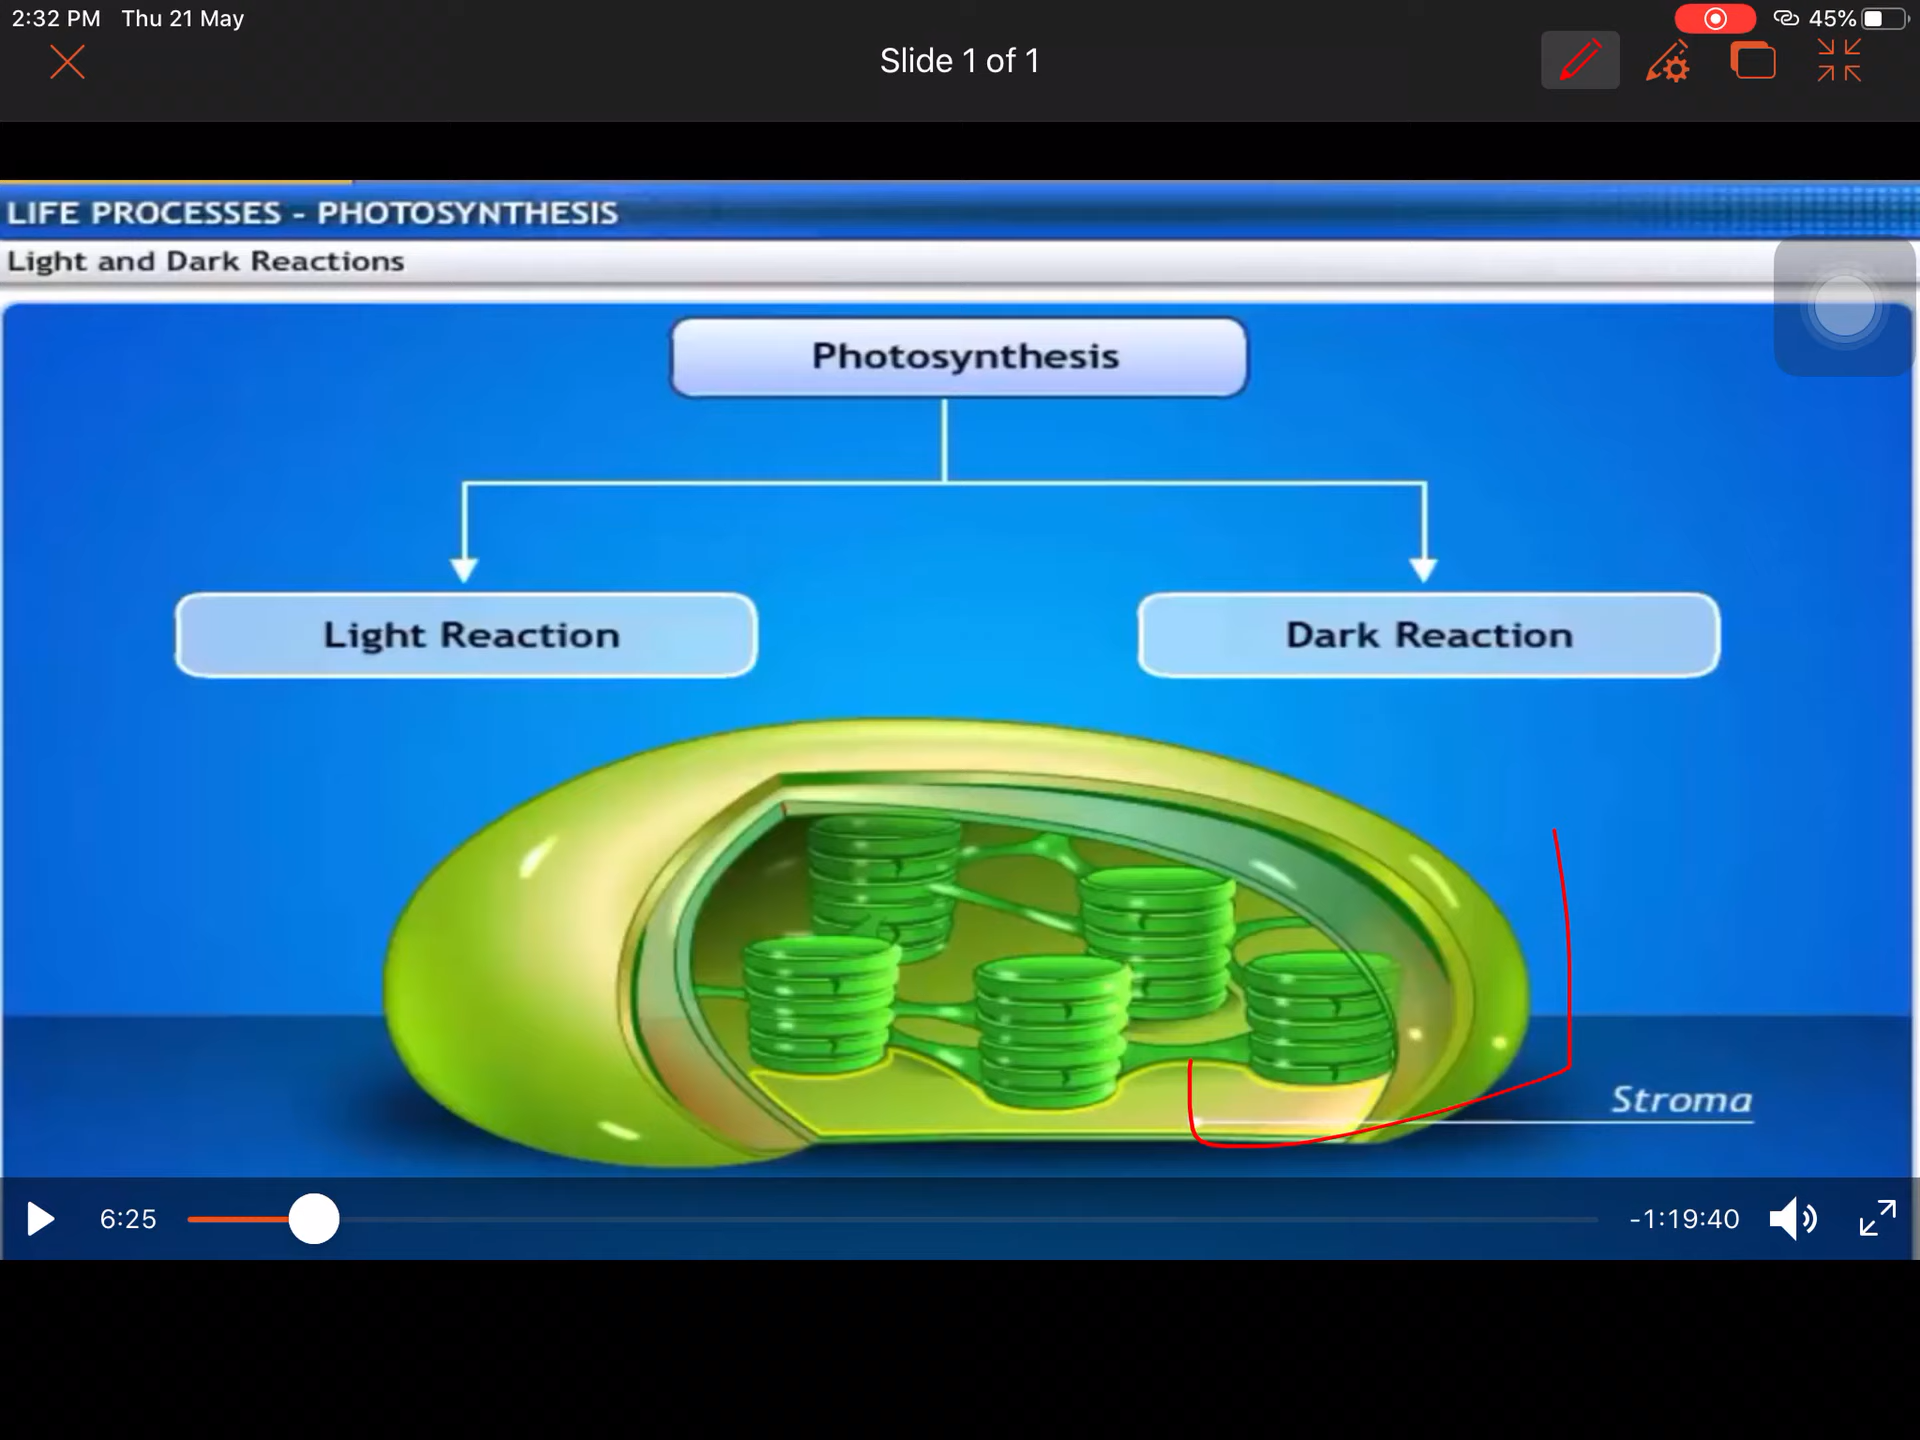 2:32 PM Thu 21 May
45%
Slide 1 of 1
LIFE PROCESSES - PHOTOSYNTHESIS
Light and Dark Reactions
Photosynthesis
Light Reaction
Dark Reaction
Stroma
6:25
-1:19:40